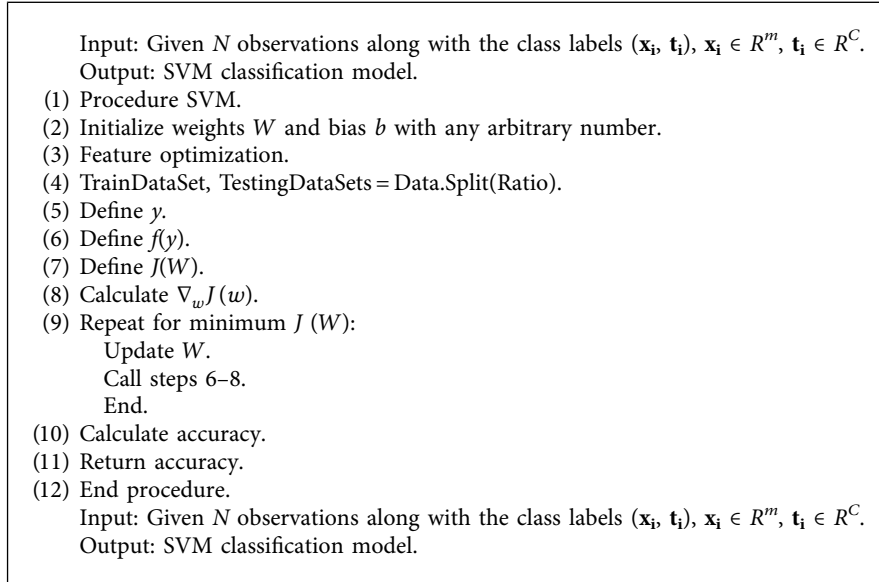 Input: Given N observations along with the class labels (xᵢ, tᵢ), xᵢ ∈ Rᵐ, tᵢ ∈ R^C.
Output: SVM classification model.
(1) Procedure SVM.
(2) Initialize weights W and bias b with any arbitrary number.
(3) Feature optimization.
(4) TrainDataSet, TestingDataSets = Data.Split(Ratio).
(5) Define y.
(6) Define f(y).
(7) Define J(W).
(8) Calculate ∇_w J (w).
(9) Repeat for minimum J (W):
Update W.
Call steps 6–8.
End.
(10) Calculate accuracy.
(11) Return accuracy.
(12) End procedure.
Input: Given N observations along with the class labels (xᵢ, tᵢ), xᵢ ∈ Rᵐ, tᵢ ∈ R^C.
Output: SVM classification model.